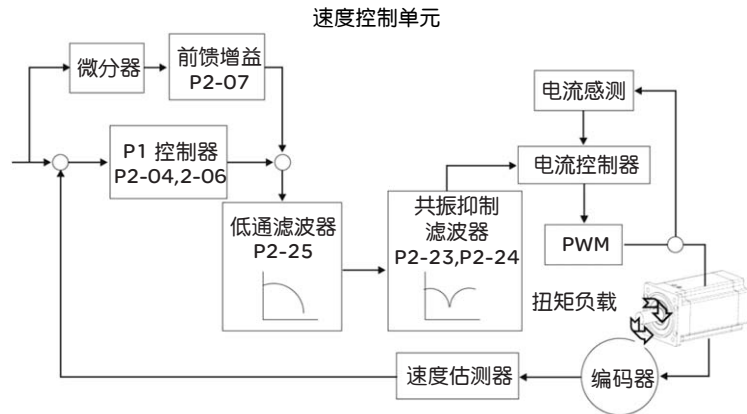 速度控制单元
微分器
前馈增益
P2-07
电流感测
P1 控制器
P2-04,2-06
电流控制器
低通滤波器
P2-25
共振抑制
滤波器
P2-23,P2-24
PWM
扭矩负载
速度估测器
编码器